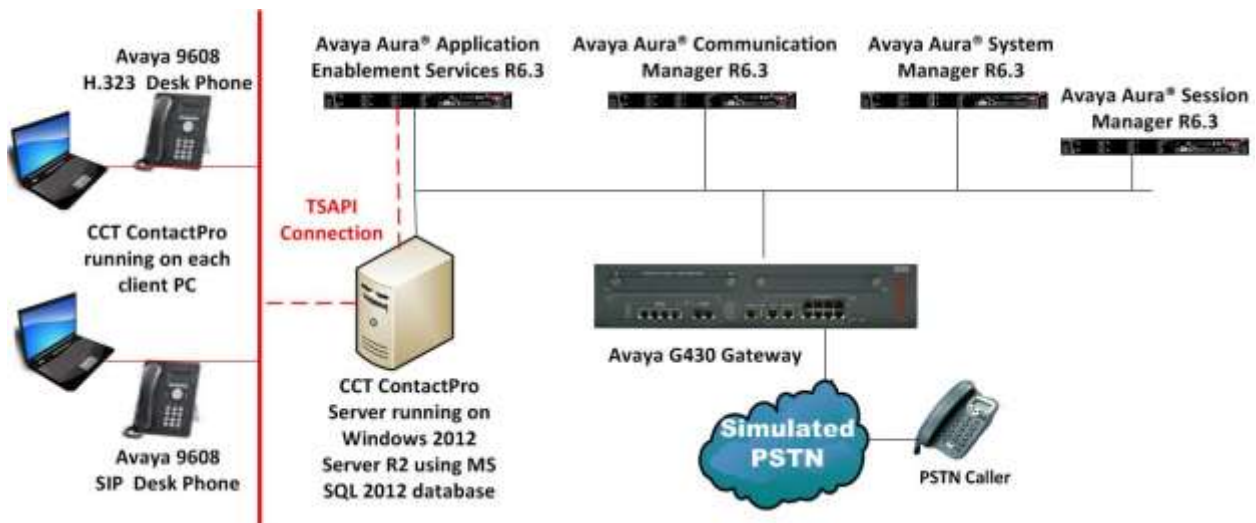 Avaya 9608
H.323 Desk Phone
Avaya Aura® Application
Enablement Services R6.3
Avaya Aura® Communication
Manager R6.3
Avaya Aura® System
Manager R6.3
Avaya Aura® Session
Manager R6.3
TSAPI
Connection
CCT ContactPro
running on each
client PC
Avaya G430 Gateway
CCT ContactPro
Server running on
Windows 2012
Server R2 using MS
SQL 2012 database
Simulated
PSTN
PSTN Caller
Avaya 9608
SIP Desk Phone